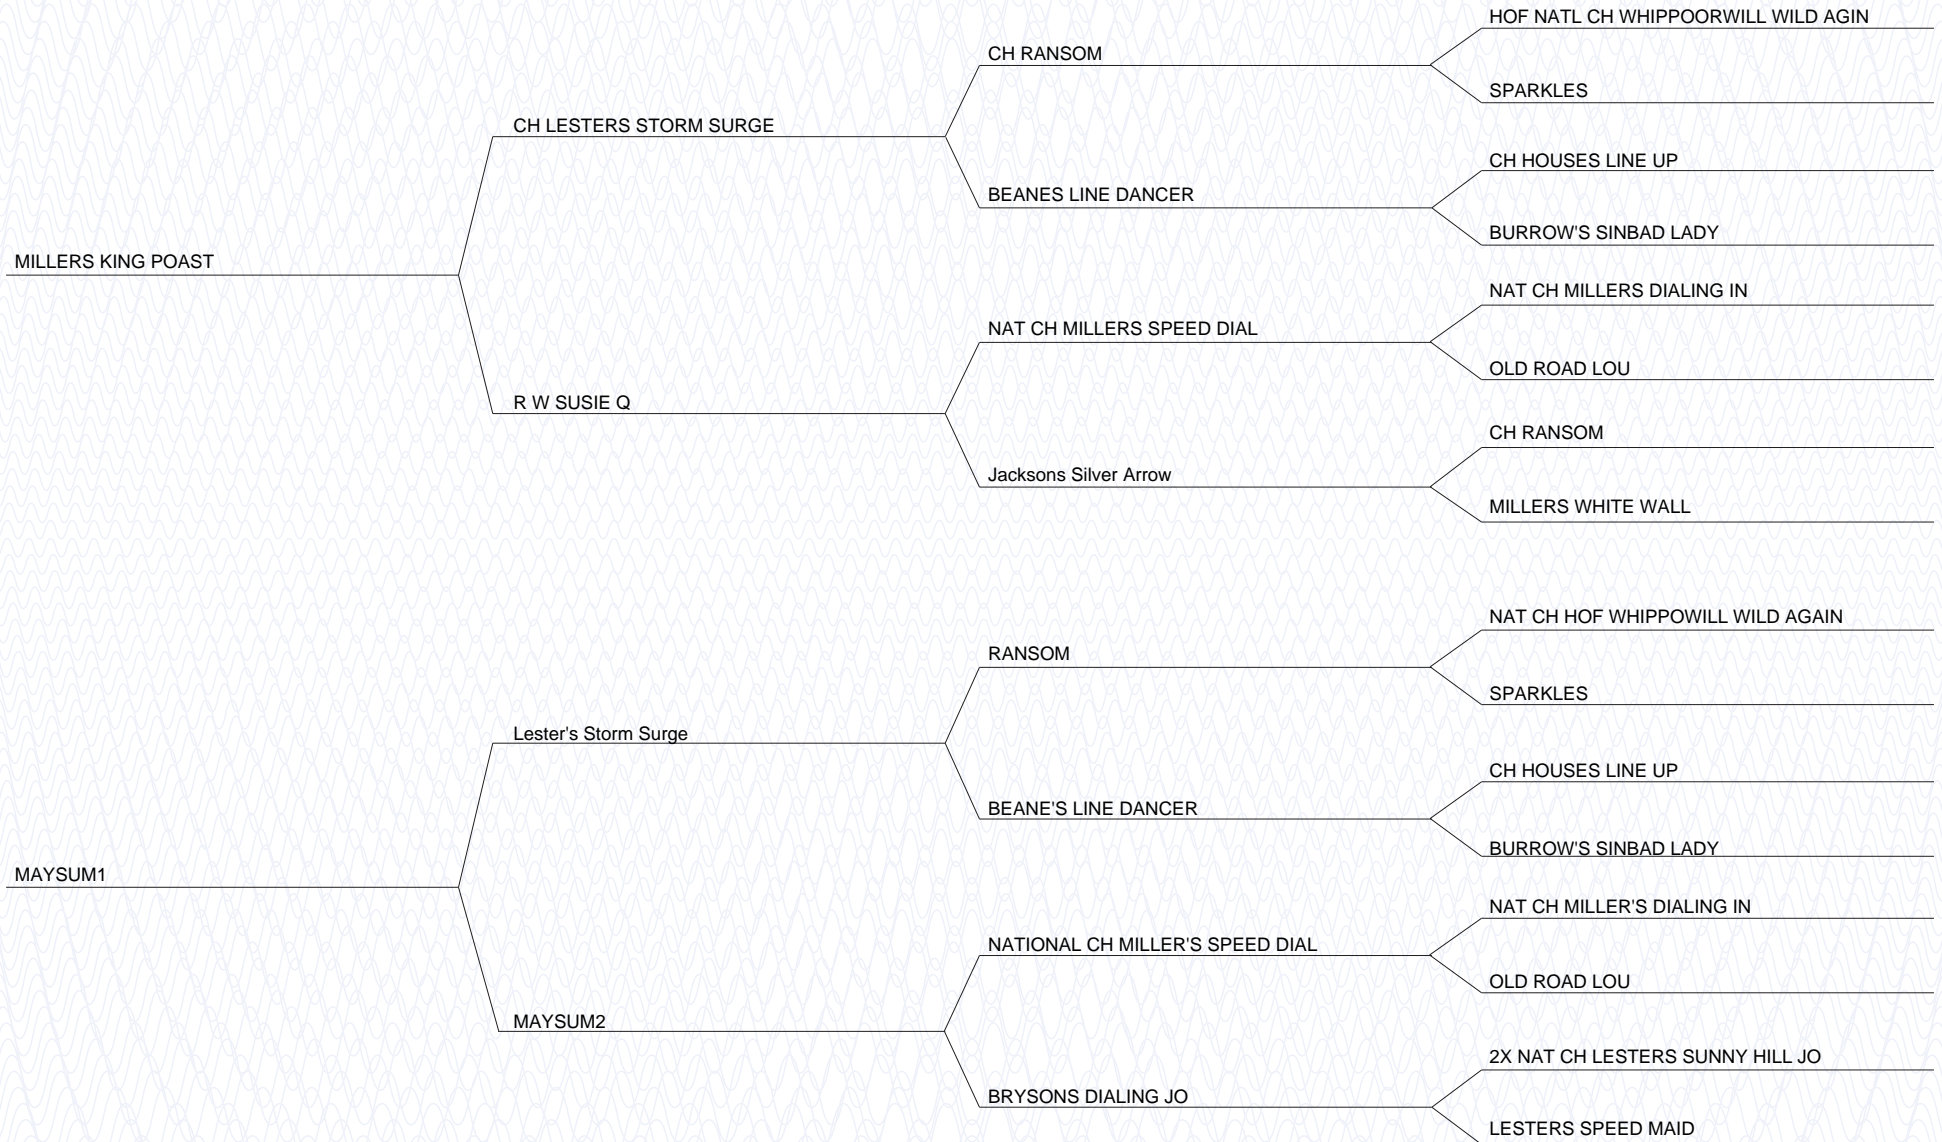 HOF NATL CH WHIPPOORWILL WILD AGIN
CH RANSOM
SPARKLES
CH LESTERS STORM SURGE
CH HOUSES LINE UP
BEANES LINE DANCER
BURROW'S SINBAD LADY
MILLERS KING POAST
NAT CH MILLERS DIALING IN
NAT CH MILLERS SPEED DIAL
OLD ROAD LOU
R W SUSIE Q
CH RANSOM
Jacksons Silver Arrow
MILLERS WHITE WALL
NAT CH HOF WHIPPOWILL WILD AGAIN
RANSOM
SPARKLES
Lester's Storm Surge
CH HOUSES LINE UP
BEANE'S LINE DANCER
BURROW'S SINBAD LADY
MAYSUM1
NAT CH MILLER'S DIALING IN
NATIONAL CH MILLER'S SPEED DIAL
OLD ROAD LOU
MAYSUM2
2X NAT CH LESTERS SUNNY HILL JO
BRYSONS DIALING JO
LESTERS SPEED MAID